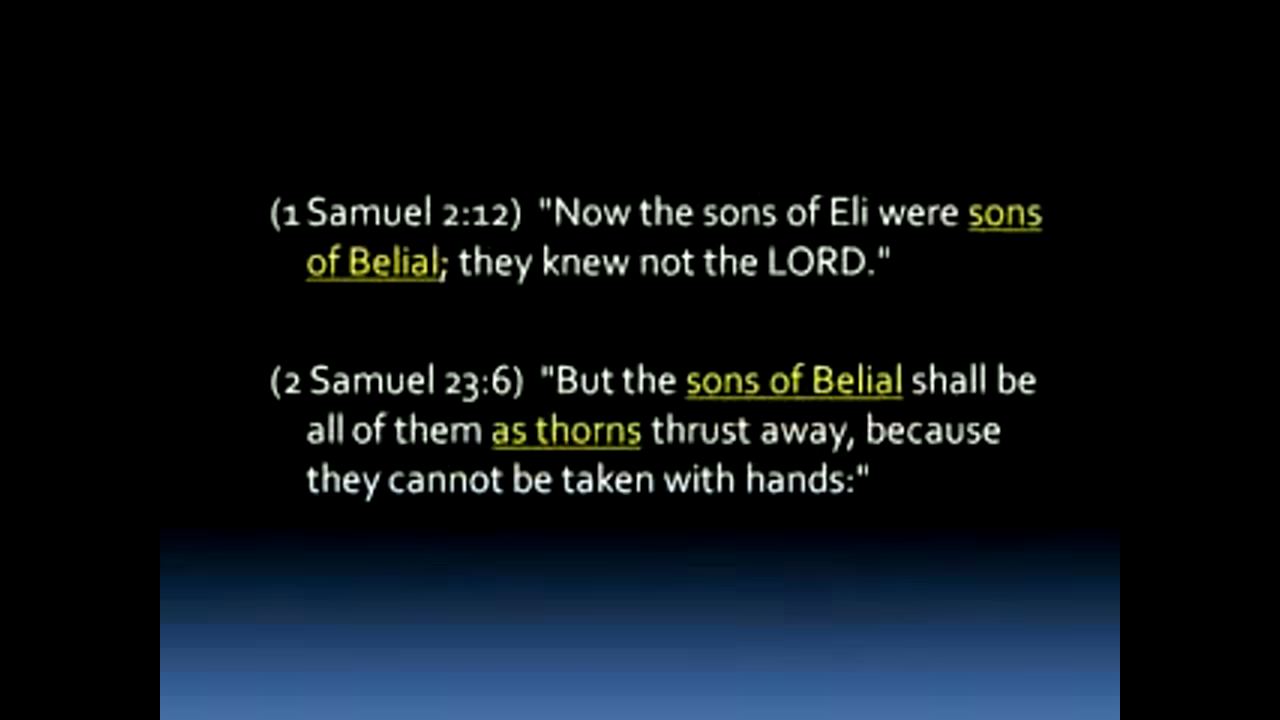 (1 Samuel 2:12)  "Now the sons of Eli were sons
of Belial; they knew not the LORD."
(2 Samuel 23:6)  "But the sons of Belial shall be
all of them as thorns thrust away, because
they cannot be taken with hands:"